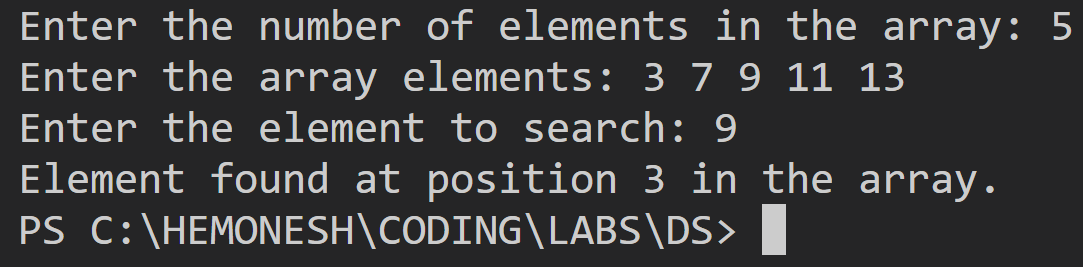 Enter the number of elements in the array: 5
Enter the array elements: 3 7 9 11 13
Enter the element to search: 9
Element found at position 3 in the array.
PS C:\HEMONESH\CODING\LABS\DS>